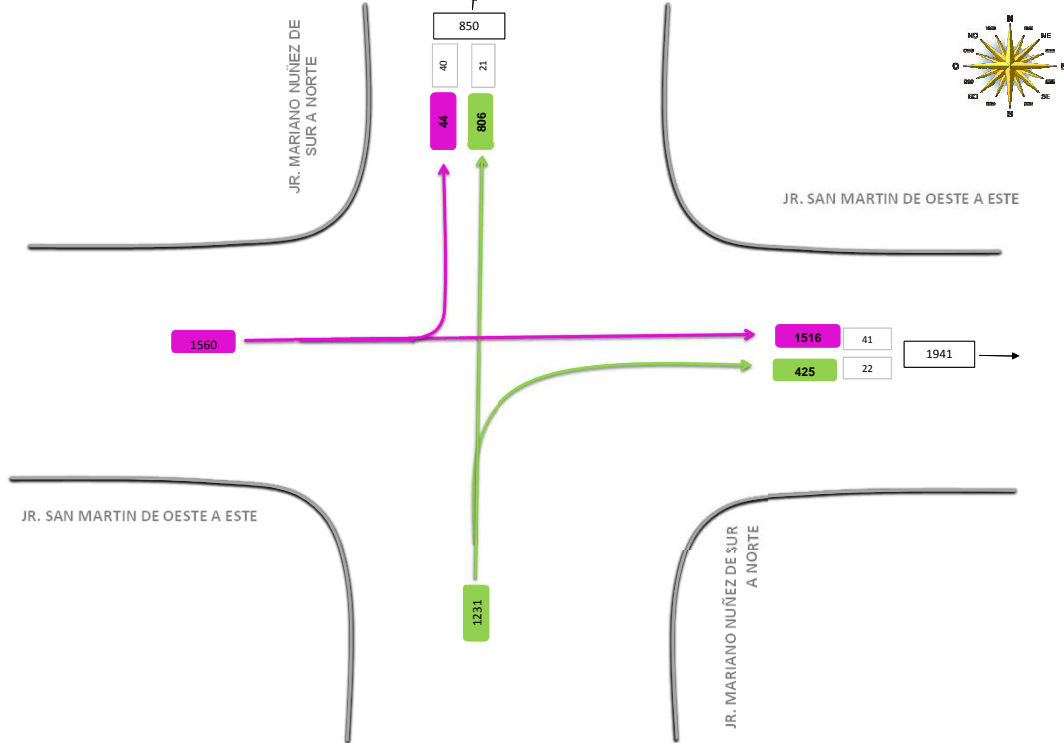 850
40
21
44
806
JR. MARIANO NUÑEZ DE
SUR A NORTE
N
NO
NE
O
SE
S
JR. SAN MARTIN DE OESTE A ESTE
1560
1516
41
425
22
1941
JR. SAN MARTIN DE OESTE A ESTE
1231
JR. MARIANO NUÑEZ DE SUR
A NORTE